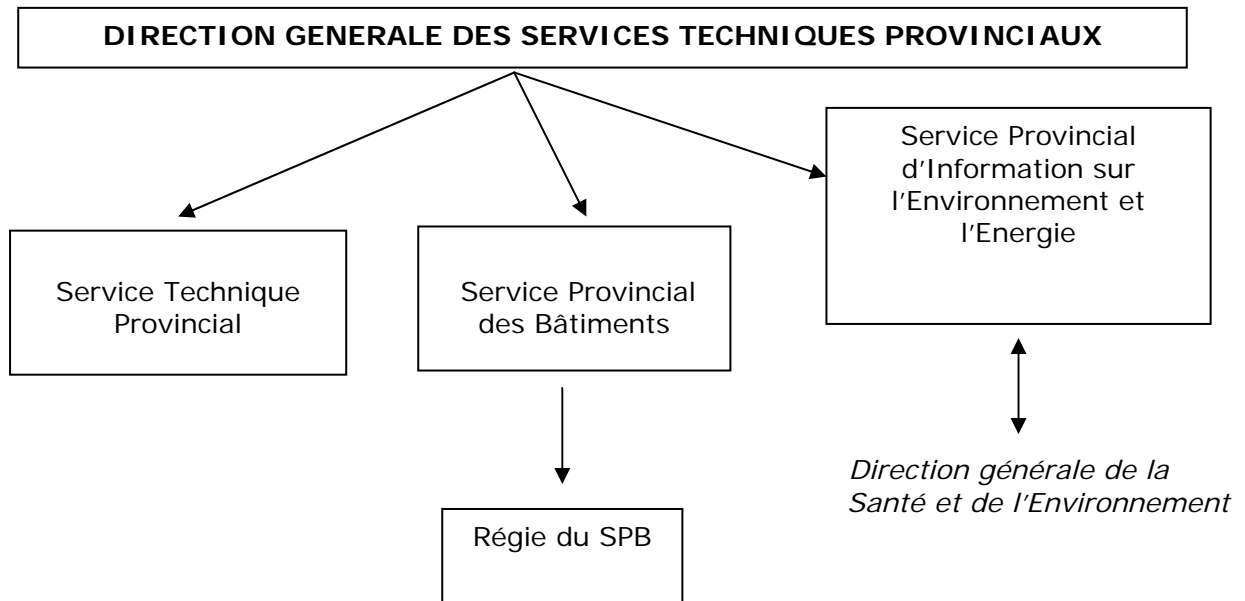 DIRECTION GENERALE DES SERVICES TECHNIQUES PROVINCIAUX
Service Technique
Provincial
Service Provincial
des Bâtiments
Service Provincial
d'Information sur
l'Environnement et
l'Energie
Régie du SPB
Direction générale de la
Santé et de l'Environnement